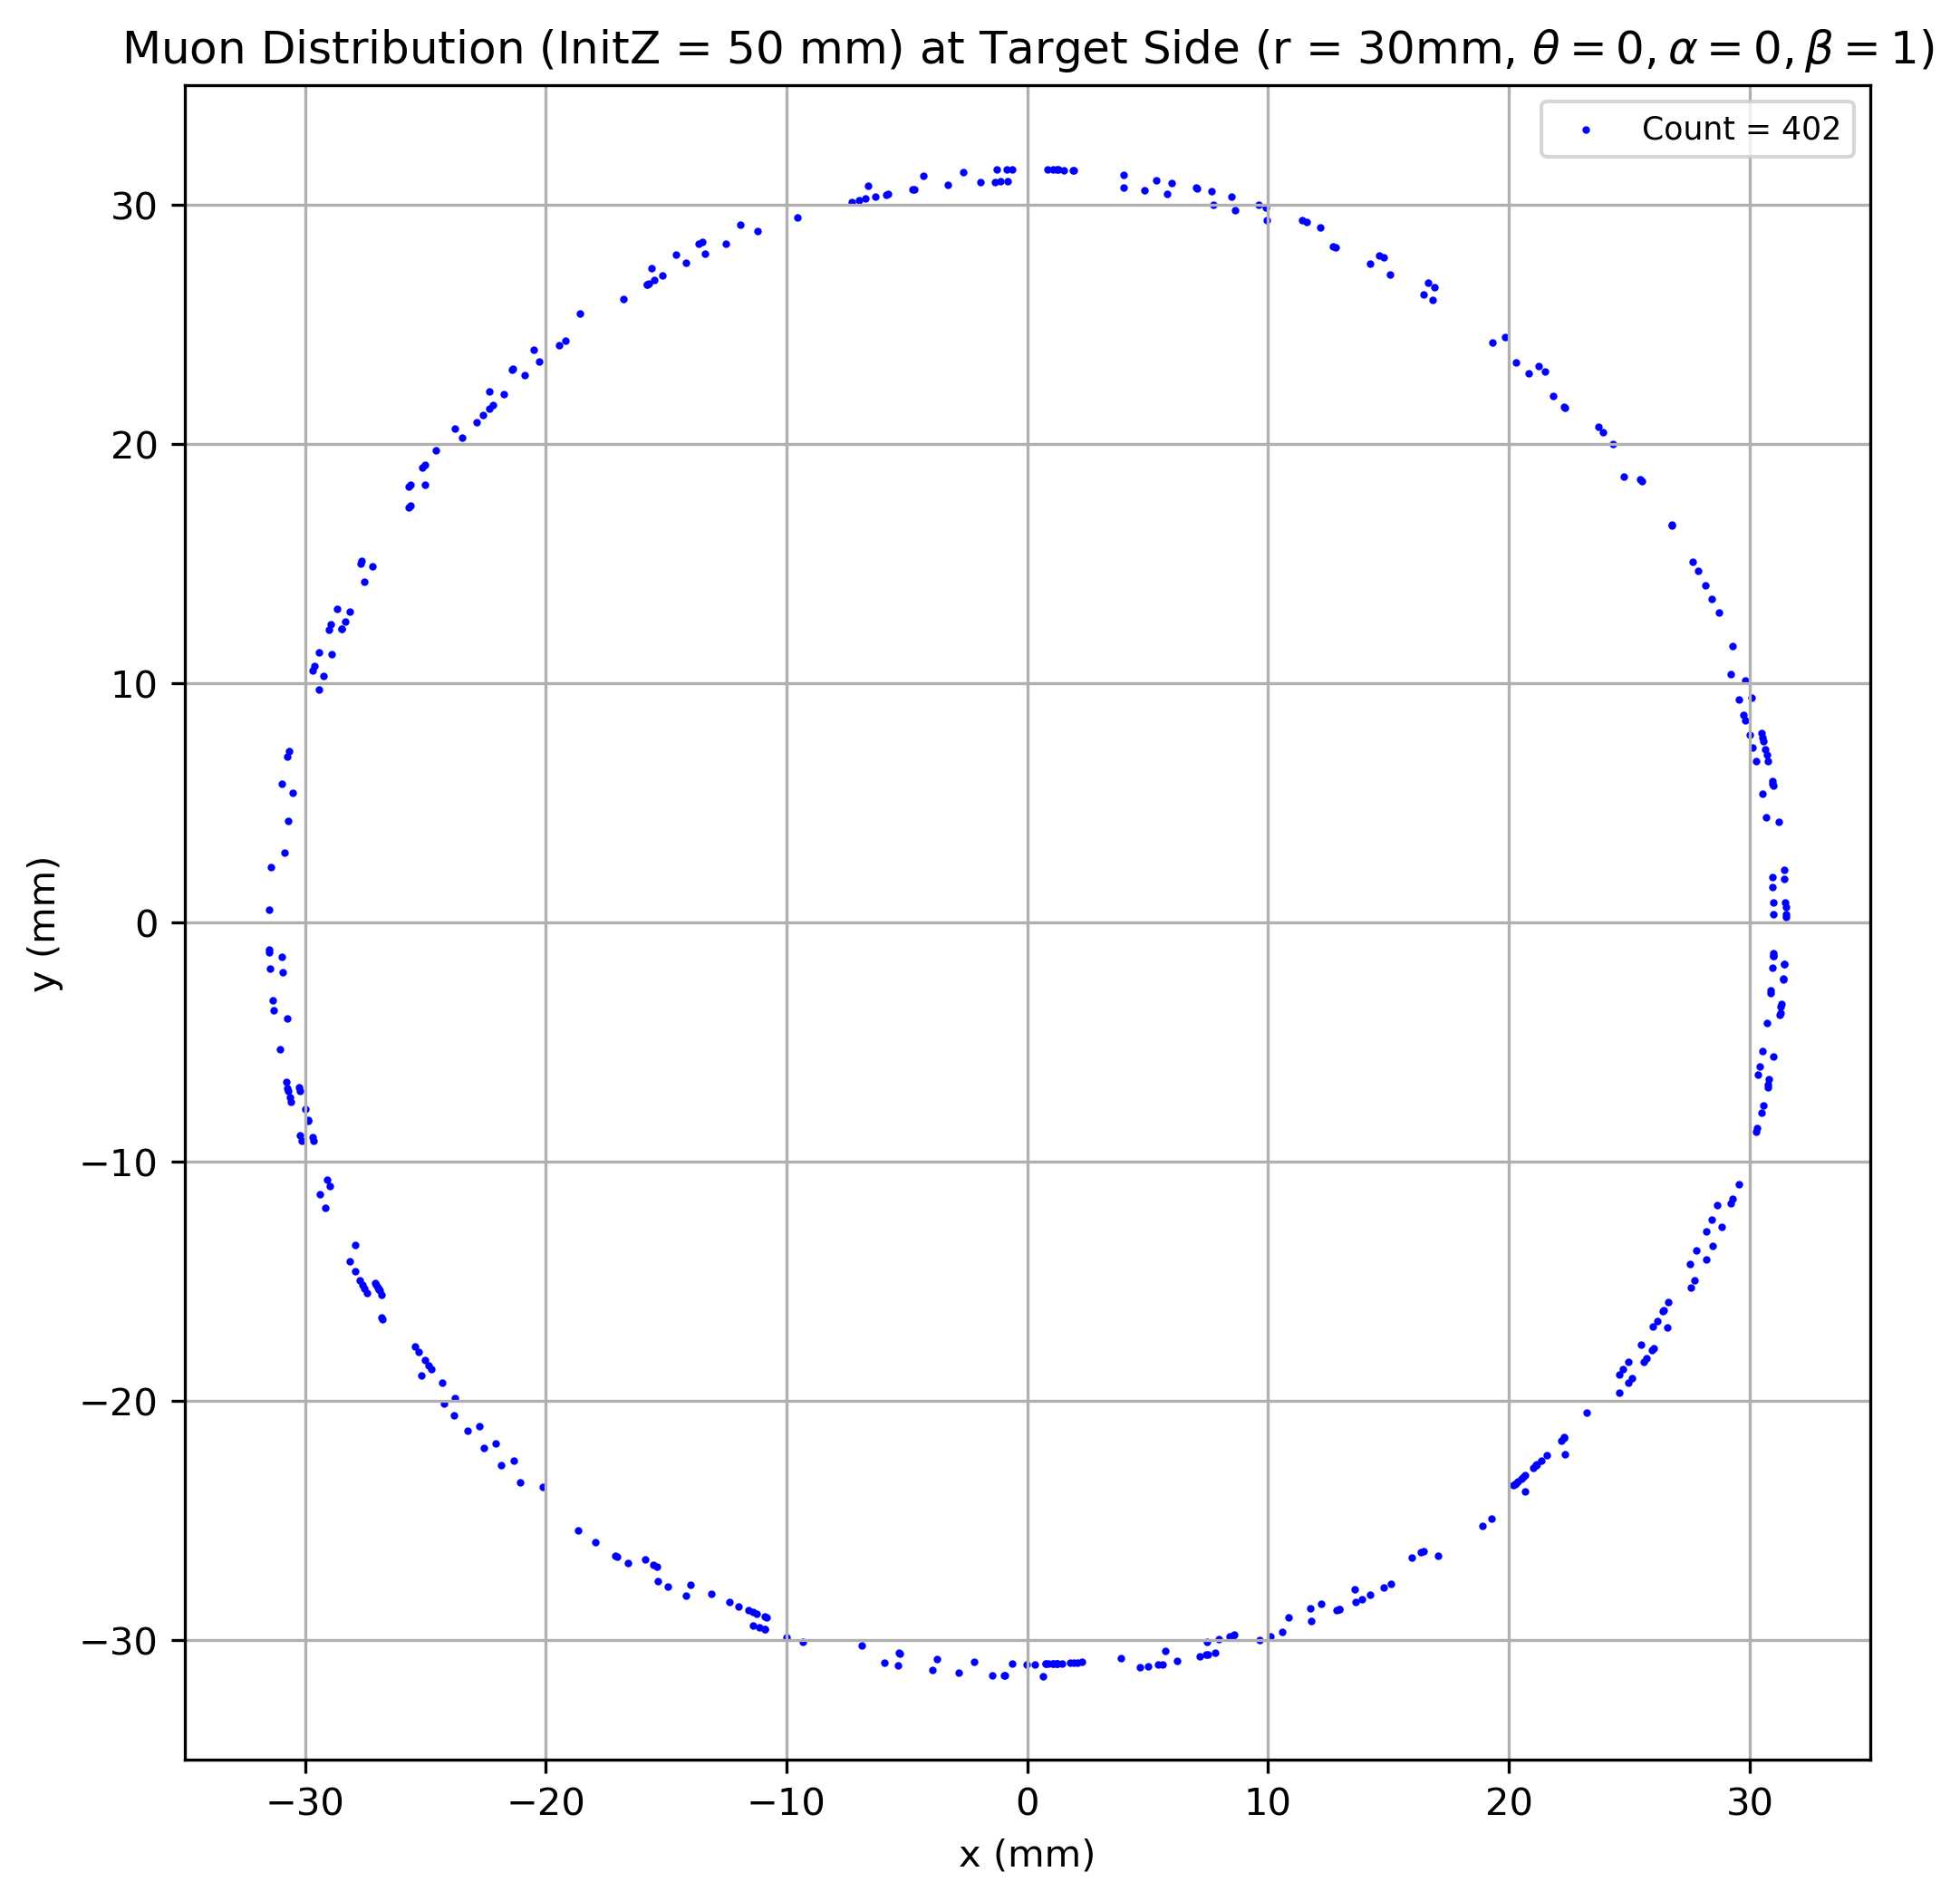 Muon Distribution (InitZ = 50 mm) at Target Side (r = 30mm, θ = 0, α = 0, β = 1)
Count = 402
30
20
10
0
−10
−20
−30
y (mm)
−30 −20 −10 0 10 20 30
x (mm)